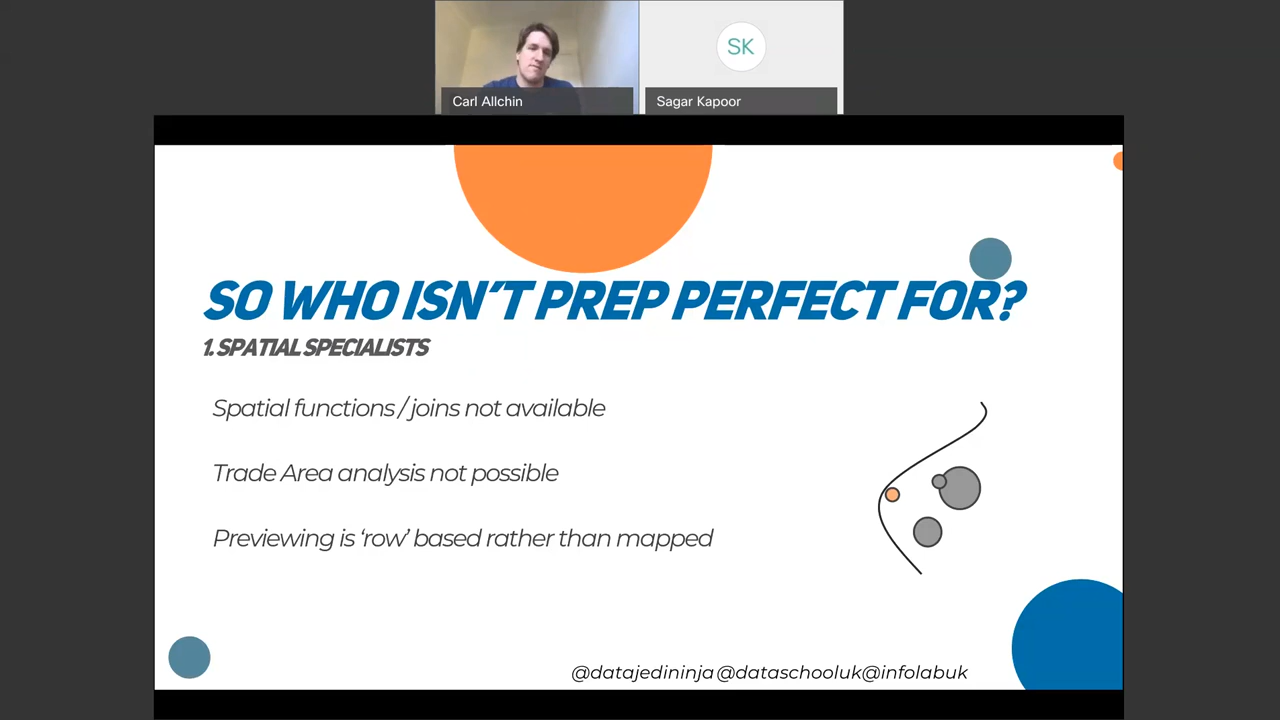 SK
Carl Allchin
Sagar Kapoor
SO WHO ISN'T PREP PERFECT FOR?
1. SPATIAL SPECIALISTS
Spatial functions / joins not available
Trade Area analysis not possible
Previewing is 'row' based rather than mapped
@datajedininja @dataschooluk@infolabuk